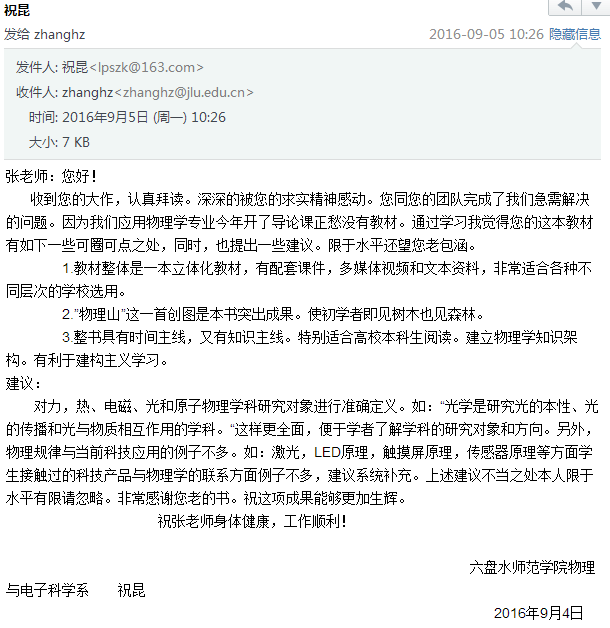 祝昆
发给 zhanghz 2016-09-05 10:26 隐藏信息
发件人: 祝昆<lpszk@163.com>
收件人: zhanghz<zhanghz@jlu.edu.cn>
时间: 2016年9月5日 (周一) 10:26
大小: 7 KB
张老师：您好！
收到您的大作，认真拜读。深深的被您的求实精神感动。您同您的团队完成了我们急需解决
的问题。因为我们应用物理学专业今年开了导论课正愁没有教材。通过学习我觉得您的这本教材
有如下一些可圈可点之处，同时，也提出一些建议。限于水平还望您老包涵。
1.教材整体是一本立体化教材，有配套课件，多媒体视频和文本资料，非常适合各种不
同层次的学校选用。
2."物理山"这一首创图是本书突出成果。使初学者即见树木也见森林。
3.整书具有时间主线，又有知识主线。特别适合高校本科生阅读。建立物理学知识架
构。有利于建构主义学习。
建议：
对力，热、电磁、光和原子物理学科研究对象进行准确定义。如：“光学是研究光的本性、光
的传播和光与物质相互作用的学科。“这样更全面，便于学者了解学科的研究对象和方向。另外，
物理规律与当前科技应用的例子不多。如：激光，LED原理，触摸屏原理，传感器原理等方面学
生接触过的科技产品与物理学的联系方面例子不多，建议系统补充。上述建议不当之处本人限于
水平有限请忽略。非常感谢您老的书。祝这项成果能够更加生辉。
祝张老师身体健康，工作顺利！
六盘水师范学院物理
与电子科学系 祝昆
2016年9月4日